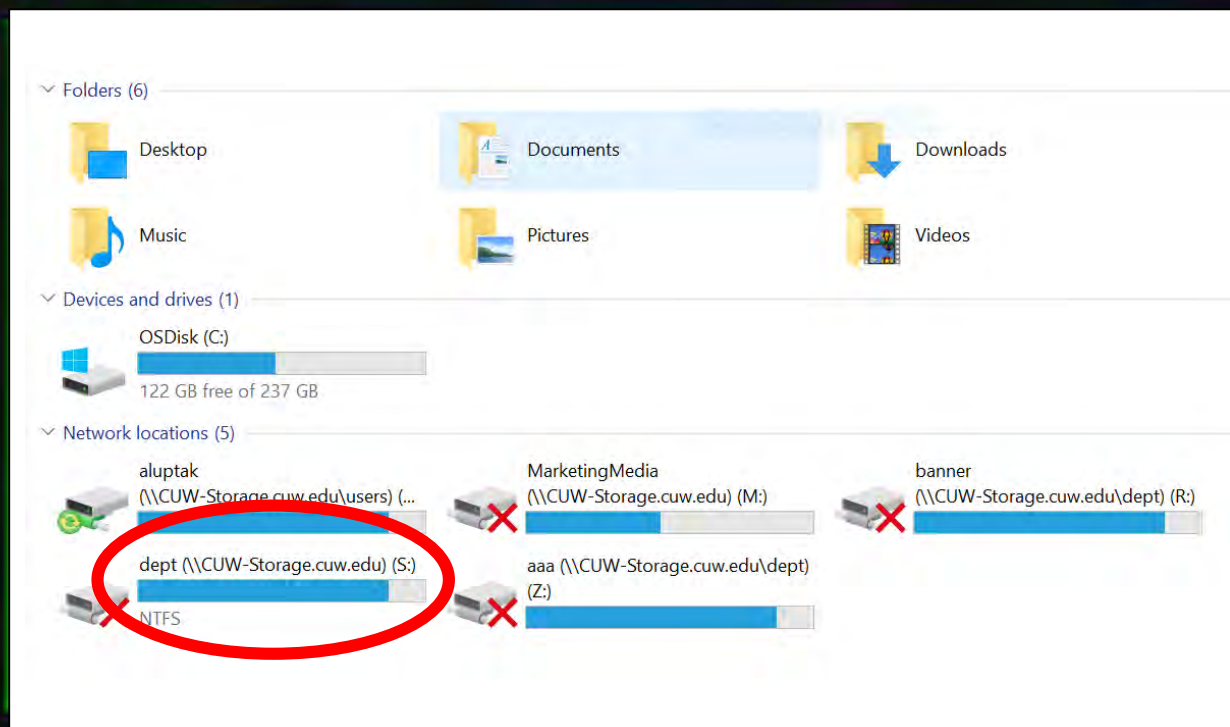 Folders (6)
Desktop
Documents
Downloads
Music
Pictures
Videos
Devices and drives (1)
OSDisk (C:)
122 GB free of 237 GB
Network locations (5)
aluptak
(\\CUW-Storage.cuw.edu\users) (...
MarketingMedia
(\\CUW-Storage.cuw.edu) (M:)
banner
(\\CUW-Storage.cuw.edu\dept) (R:)
dept (\\CUW-Storage.cuw.edu) (S:)
NTFS
aaa (\\CUW-Storage.cuw.edu\dept)
(Z:)